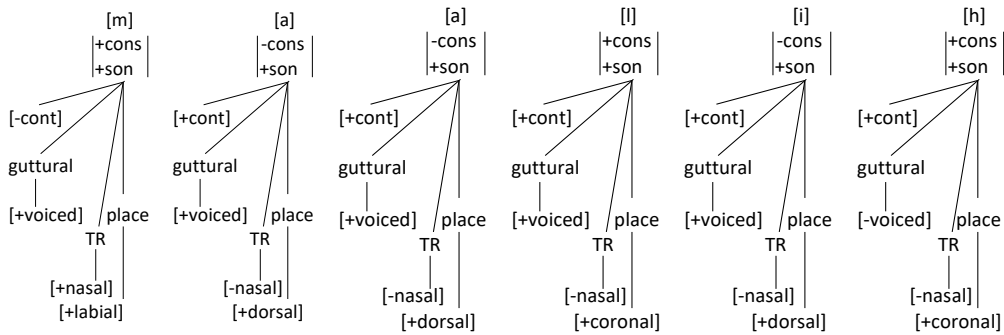 [m] [a] [a] [l] [i] [h]
+cons -cons -cons +cons -cons +cons
+son +son +son +son +son +son
[-cont] [+cont] [+cont] [+cont] [+cont] [+cont]
guttural guttural guttural guttural guttural guttural
[+voiced] place [+voiced] place [+voiced] place [+voiced] place [+voiced] place [-voiced] place
TR TR TR TR TR TR
[+nasal] [-nasal] [-nasal] [-nasal] [-nasal] [-nasal]
[+labial] [+dorsal] [+dorsal] [+coronal] [+dorsal] [+coronal]